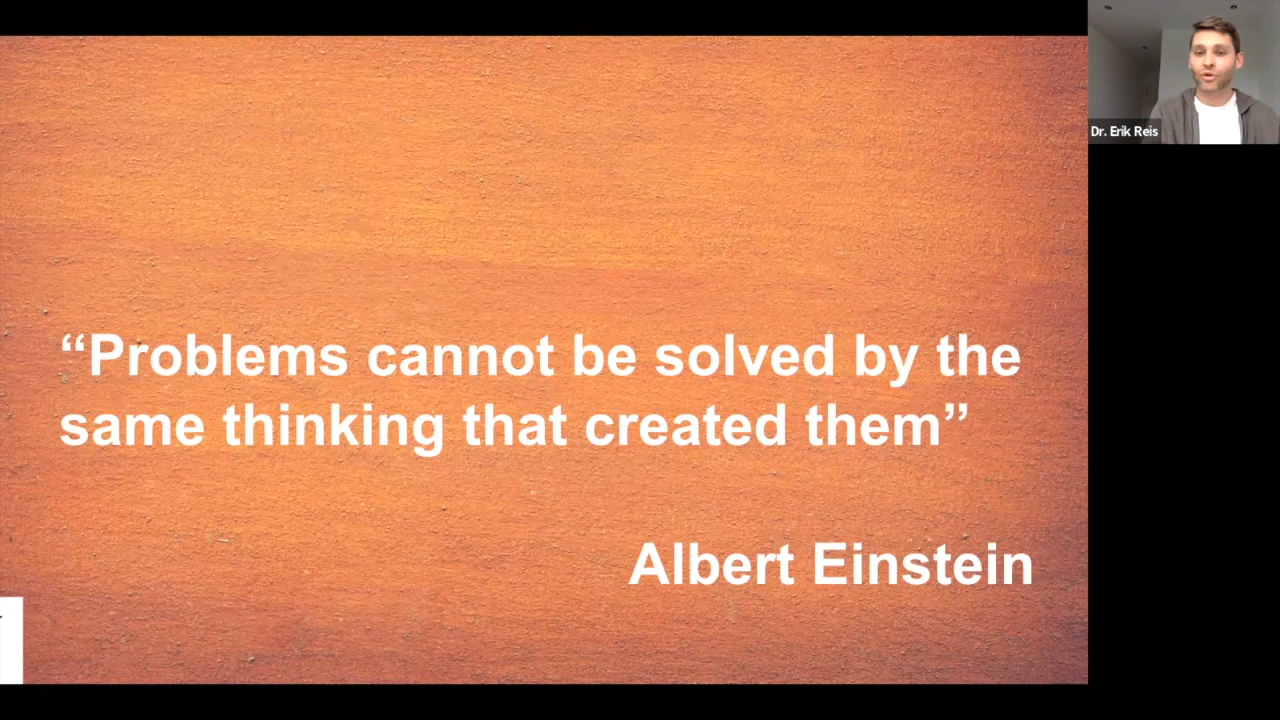 “Problems cannot be solved by the
same thinking that created them”
Albert Einstein
Dr. Erik Reis